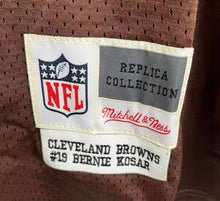 NFL
REPLICA
COLLECTION
Mitchell & Ness
CLEVELAND BROWNS
#19 BERNIE KOSAR